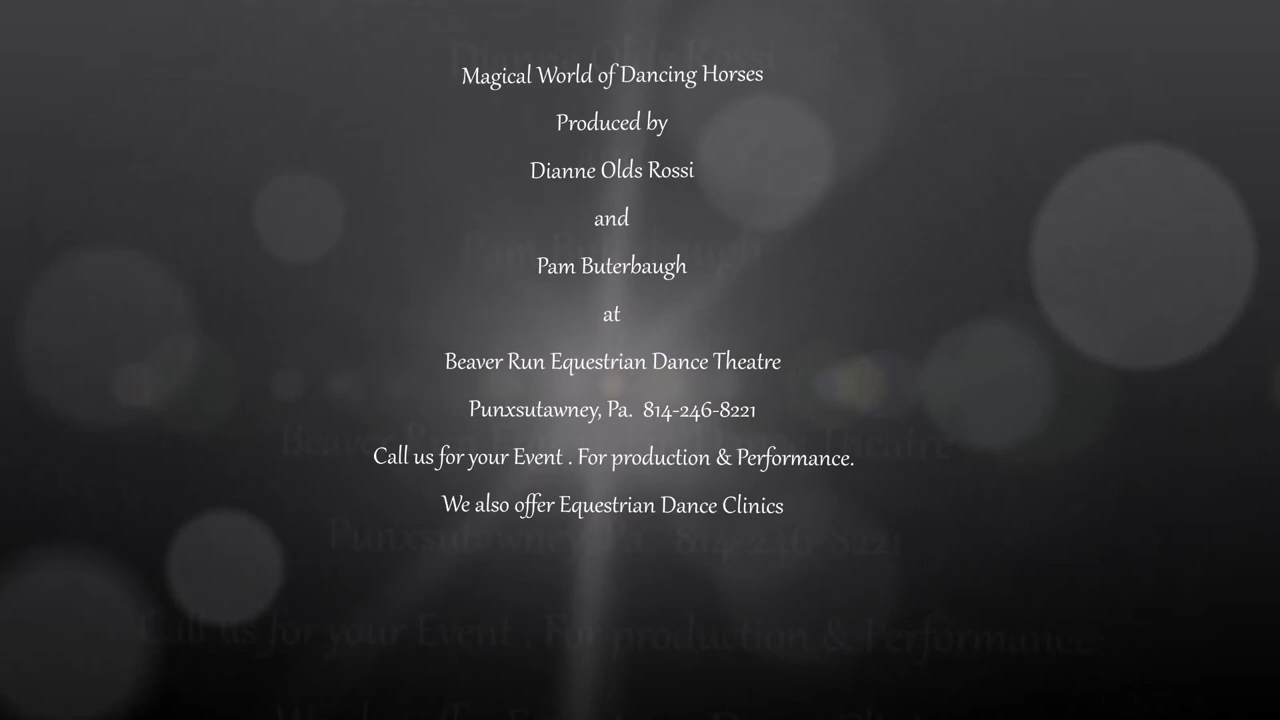 Magical World of Dancing Horses
Produced by
Dianne Olds Rossi
and
Pam Buterbaugh
at
Beaver Run Equestrian Dance Theatre
Punxsutawney, Pa.  814-246-8221
Call us for your Event . For production & Performance.
We also offer Equestrian Dance Clinics